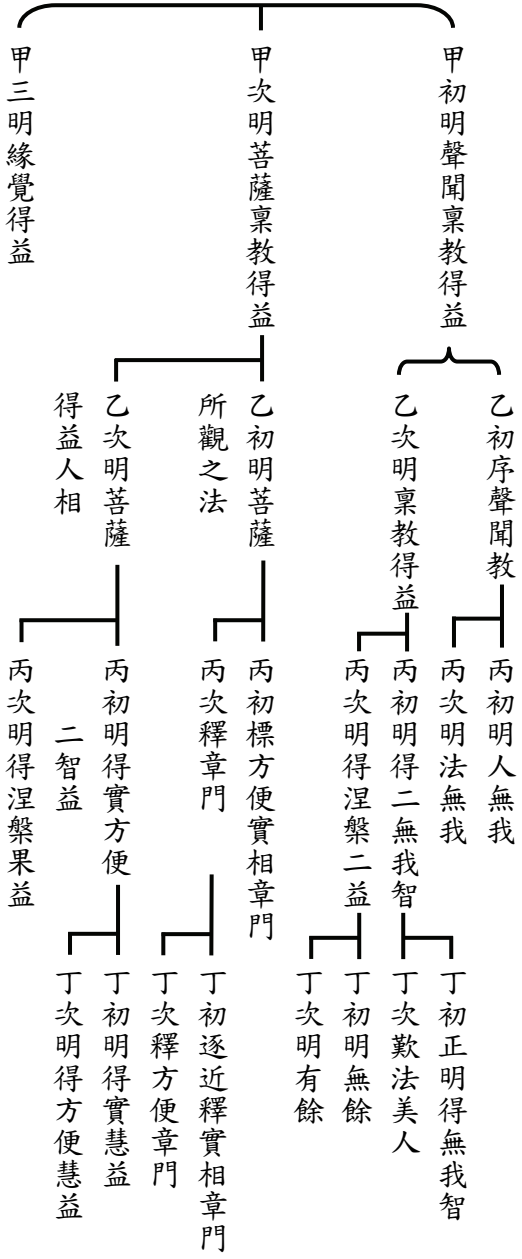 甲初明聲聞稟教得益
乙初序聲聞教
丙初明人無我
丙次明法無我
乙次明稟教得益
丙初明得二無我智
丁初正明得無我智
丁次歎法美人
丙次明得涅槃二益
丁初明無餘
丁次明有餘
甲次明菩薩稟教得益
乙初明菩薩
所觀之法
丙初標方便實相章門
丙次釋章門
丁初逐近釋實相章門
丁次釋方便章門
乙次明菩薩
得益人相
丙初明得實方便
二智益
丁初明得實慧益
丁次明得方便慧益
丙次明得涅槃果益
甲三明緣覺得益